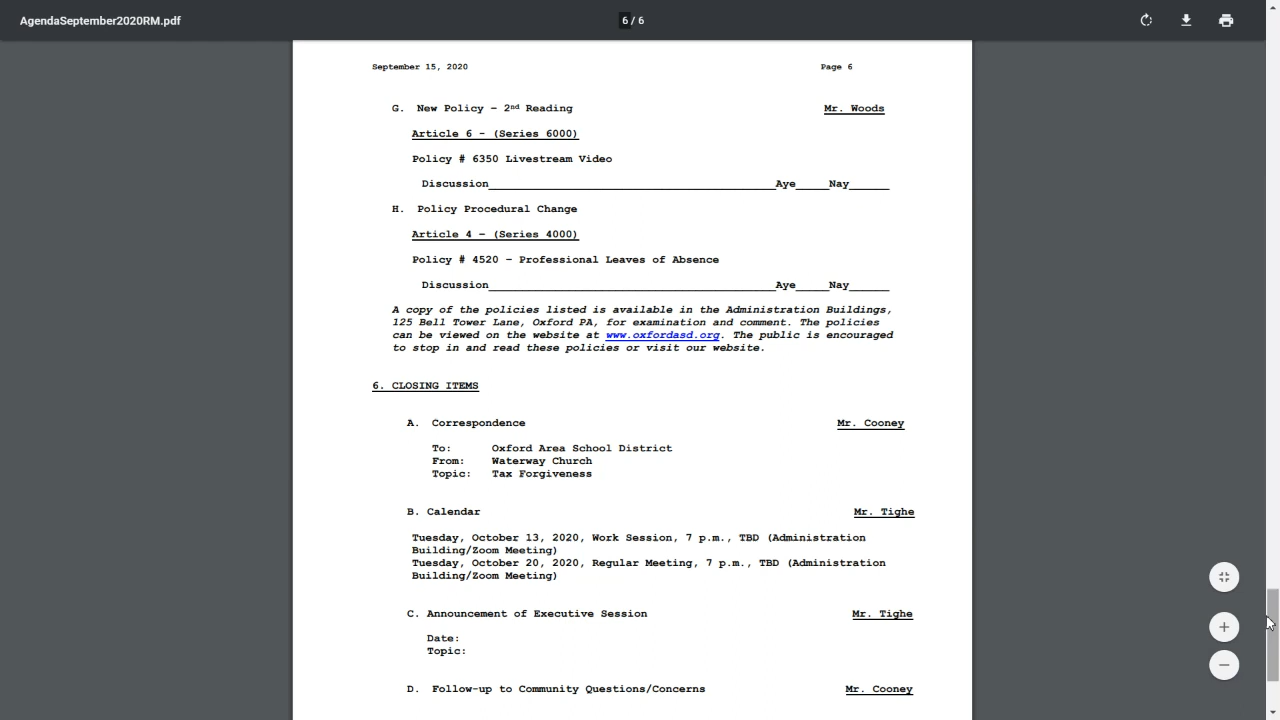 AgendaSeptember2020RM.pdf 6 / 6
September 15, 2020 Page 6
G. New Policy – 2nd Reading Mr. Woods
Article 6 - (Series 6000)
Policy # 6350 Livestream Video
Discussion___________________________________________Aye_____Nay______
H. Policy Procedural Change
Article 4 – (Series 4000)
Policy # 4520 – Professional Leaves of Absence
Discussion___________________________________________Aye_____Nay______
A copy of the policies listed is available in the Administration Buildings,
125 Bell Tower Lane, Oxford PA, for examination and comment. The policies
can be viewed on the website at www.oxfordasd.org. The public is encouraged
to stop in and read these policies or visit our website.
6. CLOSING ITEMS
A. Correspondence Mr. Cooney
To: Oxford Area School District
From: Waterway Church
Topic: Tax Forgiveness
B. Calendar Mr. Tighe
Tuesday, October 13, 2020, Work Session, 7 p.m., TBD (Administration
Building/Zoom Meeting)
Tuesday, October 20, 2020, Regular Meeting, 7 p.m., TBD (Administration
Building/Zoom Meeting)
C. Announcement of Executive Session Mr. Tighe
Date:
Topic:
D. Follow-up to Community Questions/Concerns Mr. Cooney